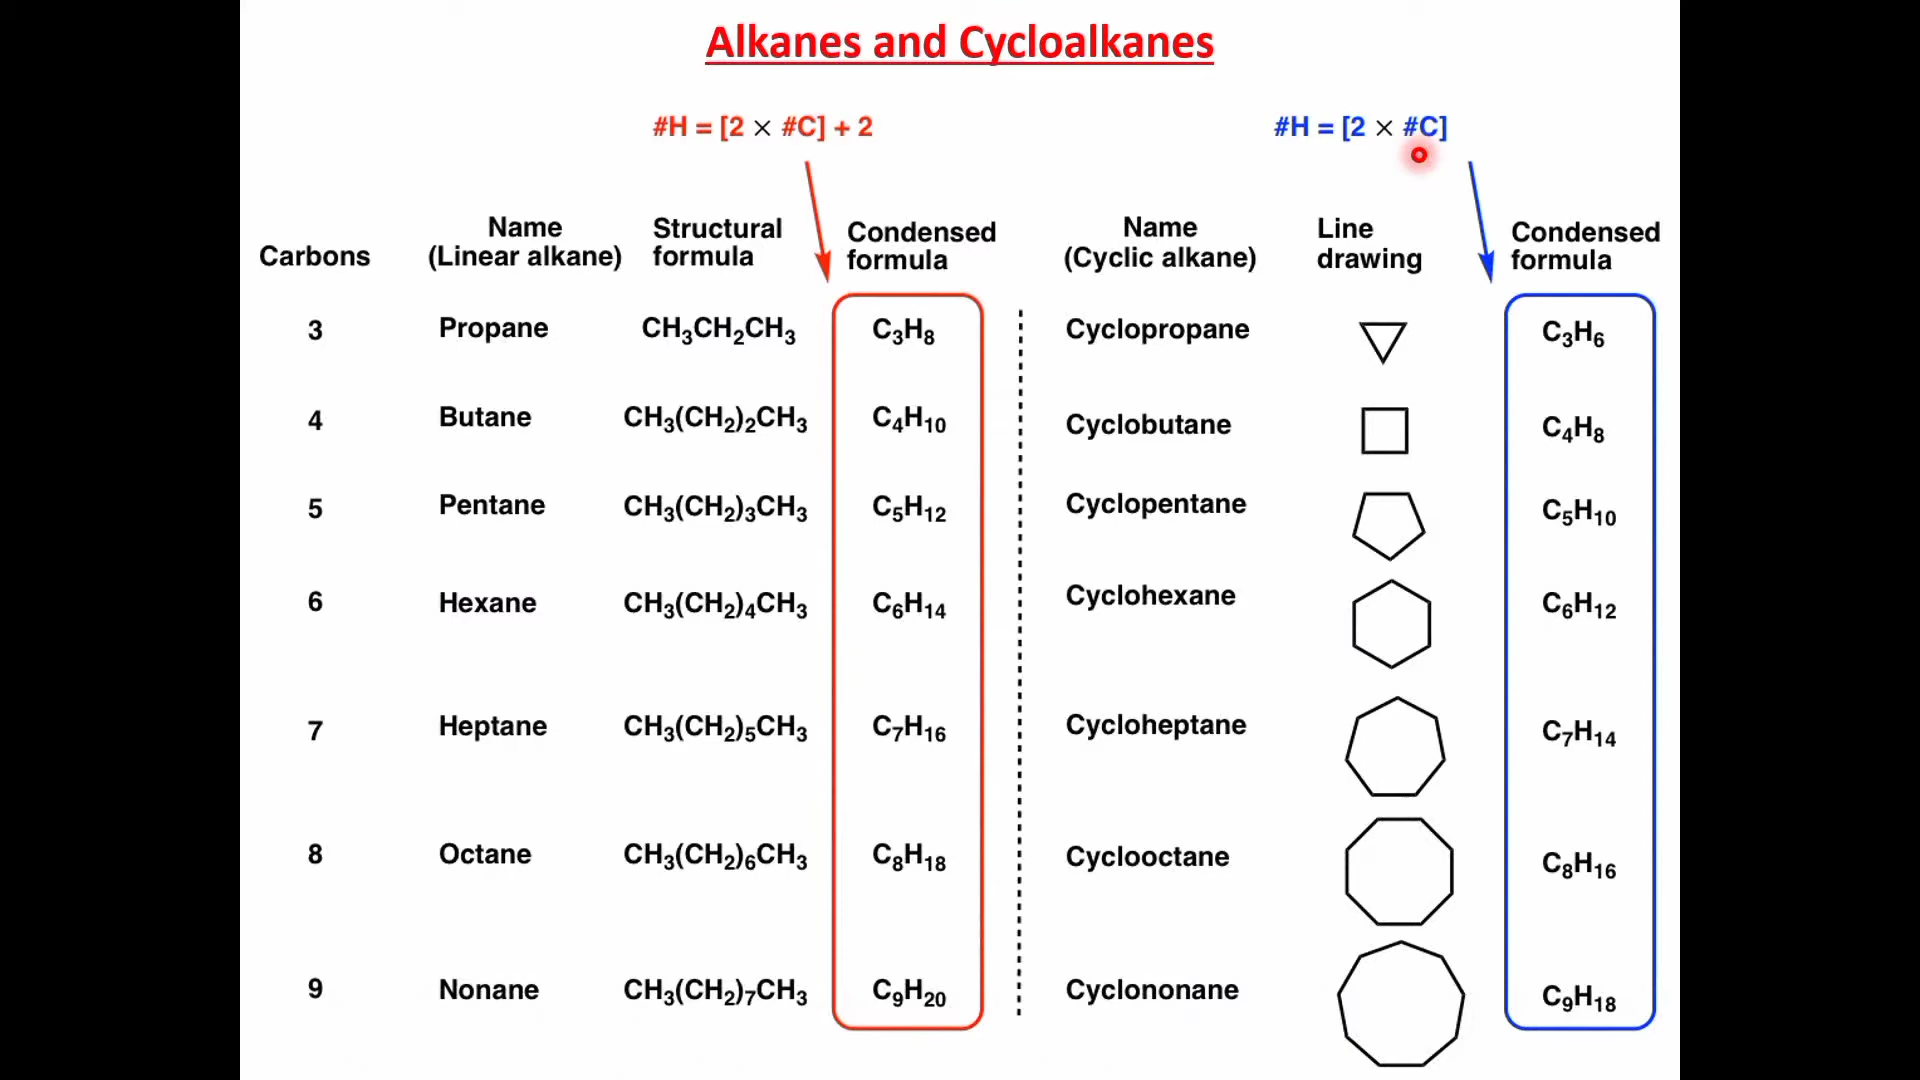 Alkanes and Cycloalkanes
#H = [2 × #C] + 2
#H = [2 × #C]
Carbons
Name
(Linear alkane)
Structural
formula
Condensed
formula
Name
(Cyclic alkane)
Line
drawing
Condensed
formula
3 Propane CH₃CH₂CH₃ C₃H₈ Cyclopropane C₃H₆
4 Butane CH₃(CH₂)₂CH₃ C₄H₁₀ Cyclobutane C₄H₈
5 Pentane CH₃(CH₂)₃CH₃ C₅H₁₂ Cyclopentane C₅H₁₀
6 Hexane CH₃(CH₂)₄CH₃ C₆H₁₄ Cyclohexane C₆H₁₂
7 Heptane CH₃(CH₂)₅CH₃ C₇H₁₆ Cycloheptane C₇H₁₄
8 Octane CH₃(CH₂)₆CH₃ C₈H₁₈ Cyclooctane C₈H₁₆
9 Nonane CH₃(CH₂)₇CH₃ C₉H₂₀ Cyclononane C₉H₁₈